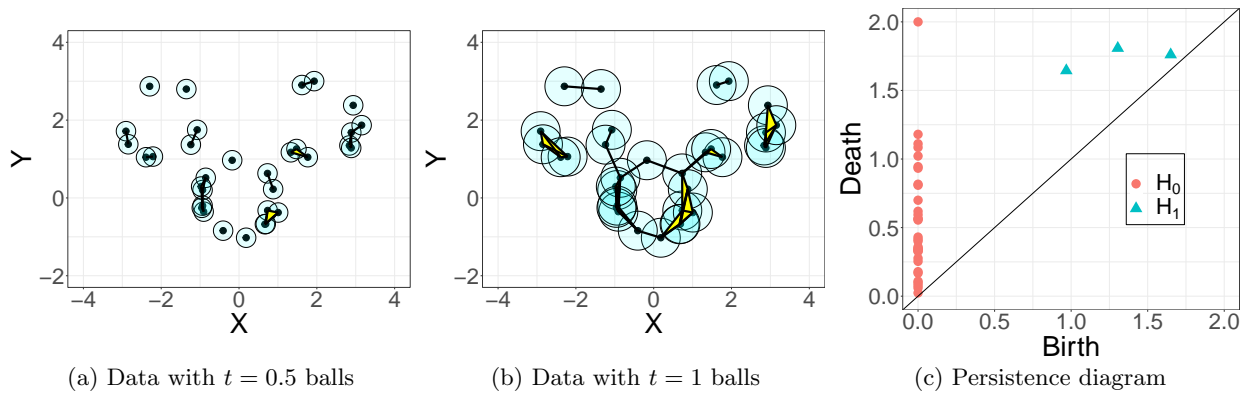 4
2
0
−2
Y
−4
−2
0
2
4
X
(a) Data with t = 0.5 balls
4
2
0
−2
Y
−4
−2
0
2
4
X
(b) Data with t = 1 balls
2.0
1.5
1.0
0.5
0.0
Death
H₀
H₁
0.0
0.5
1.0
1.5
2.0
Birth
(c) Persistence diagram